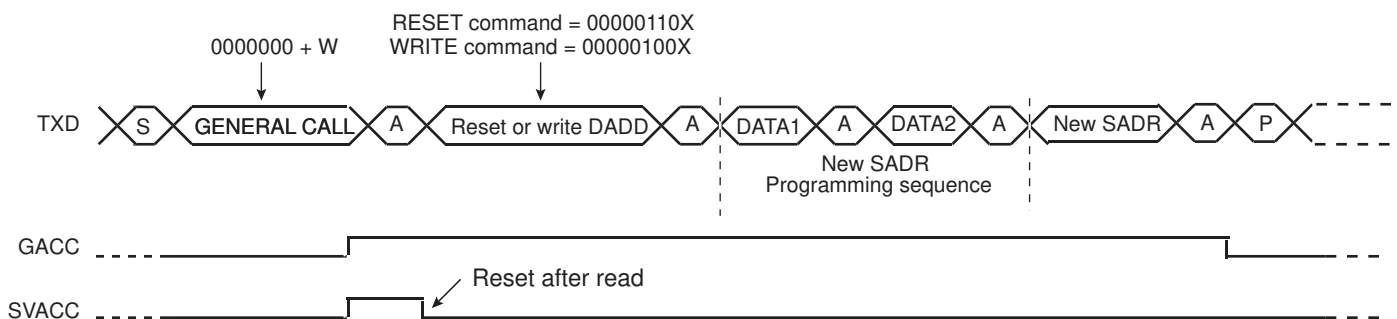 RESET command = 00000110X
0000000 + W
WRITE command = 00000100X
TXD S GENERAL CALL A Reset or write DADD A DATA1 A DATA2 A New SADR A P
New SADR
Programming sequence
GACC
Reset after read
SVACC